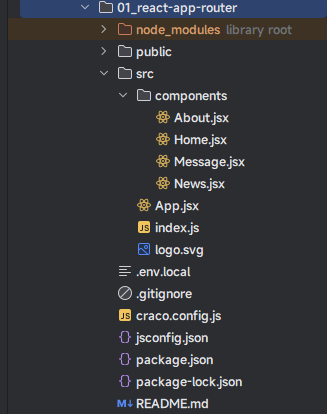 01_react-app-router
node_modules library root
public
src
components
About.jsx
Home.jsx
Message.jsx
News.jsx
App.jsx
JS index.js
logo.svg
.env.local
.gitignore
JS craco.config.js
{} jsconfig.json
{} package.json
{} package-lock.json
M↓ README.md